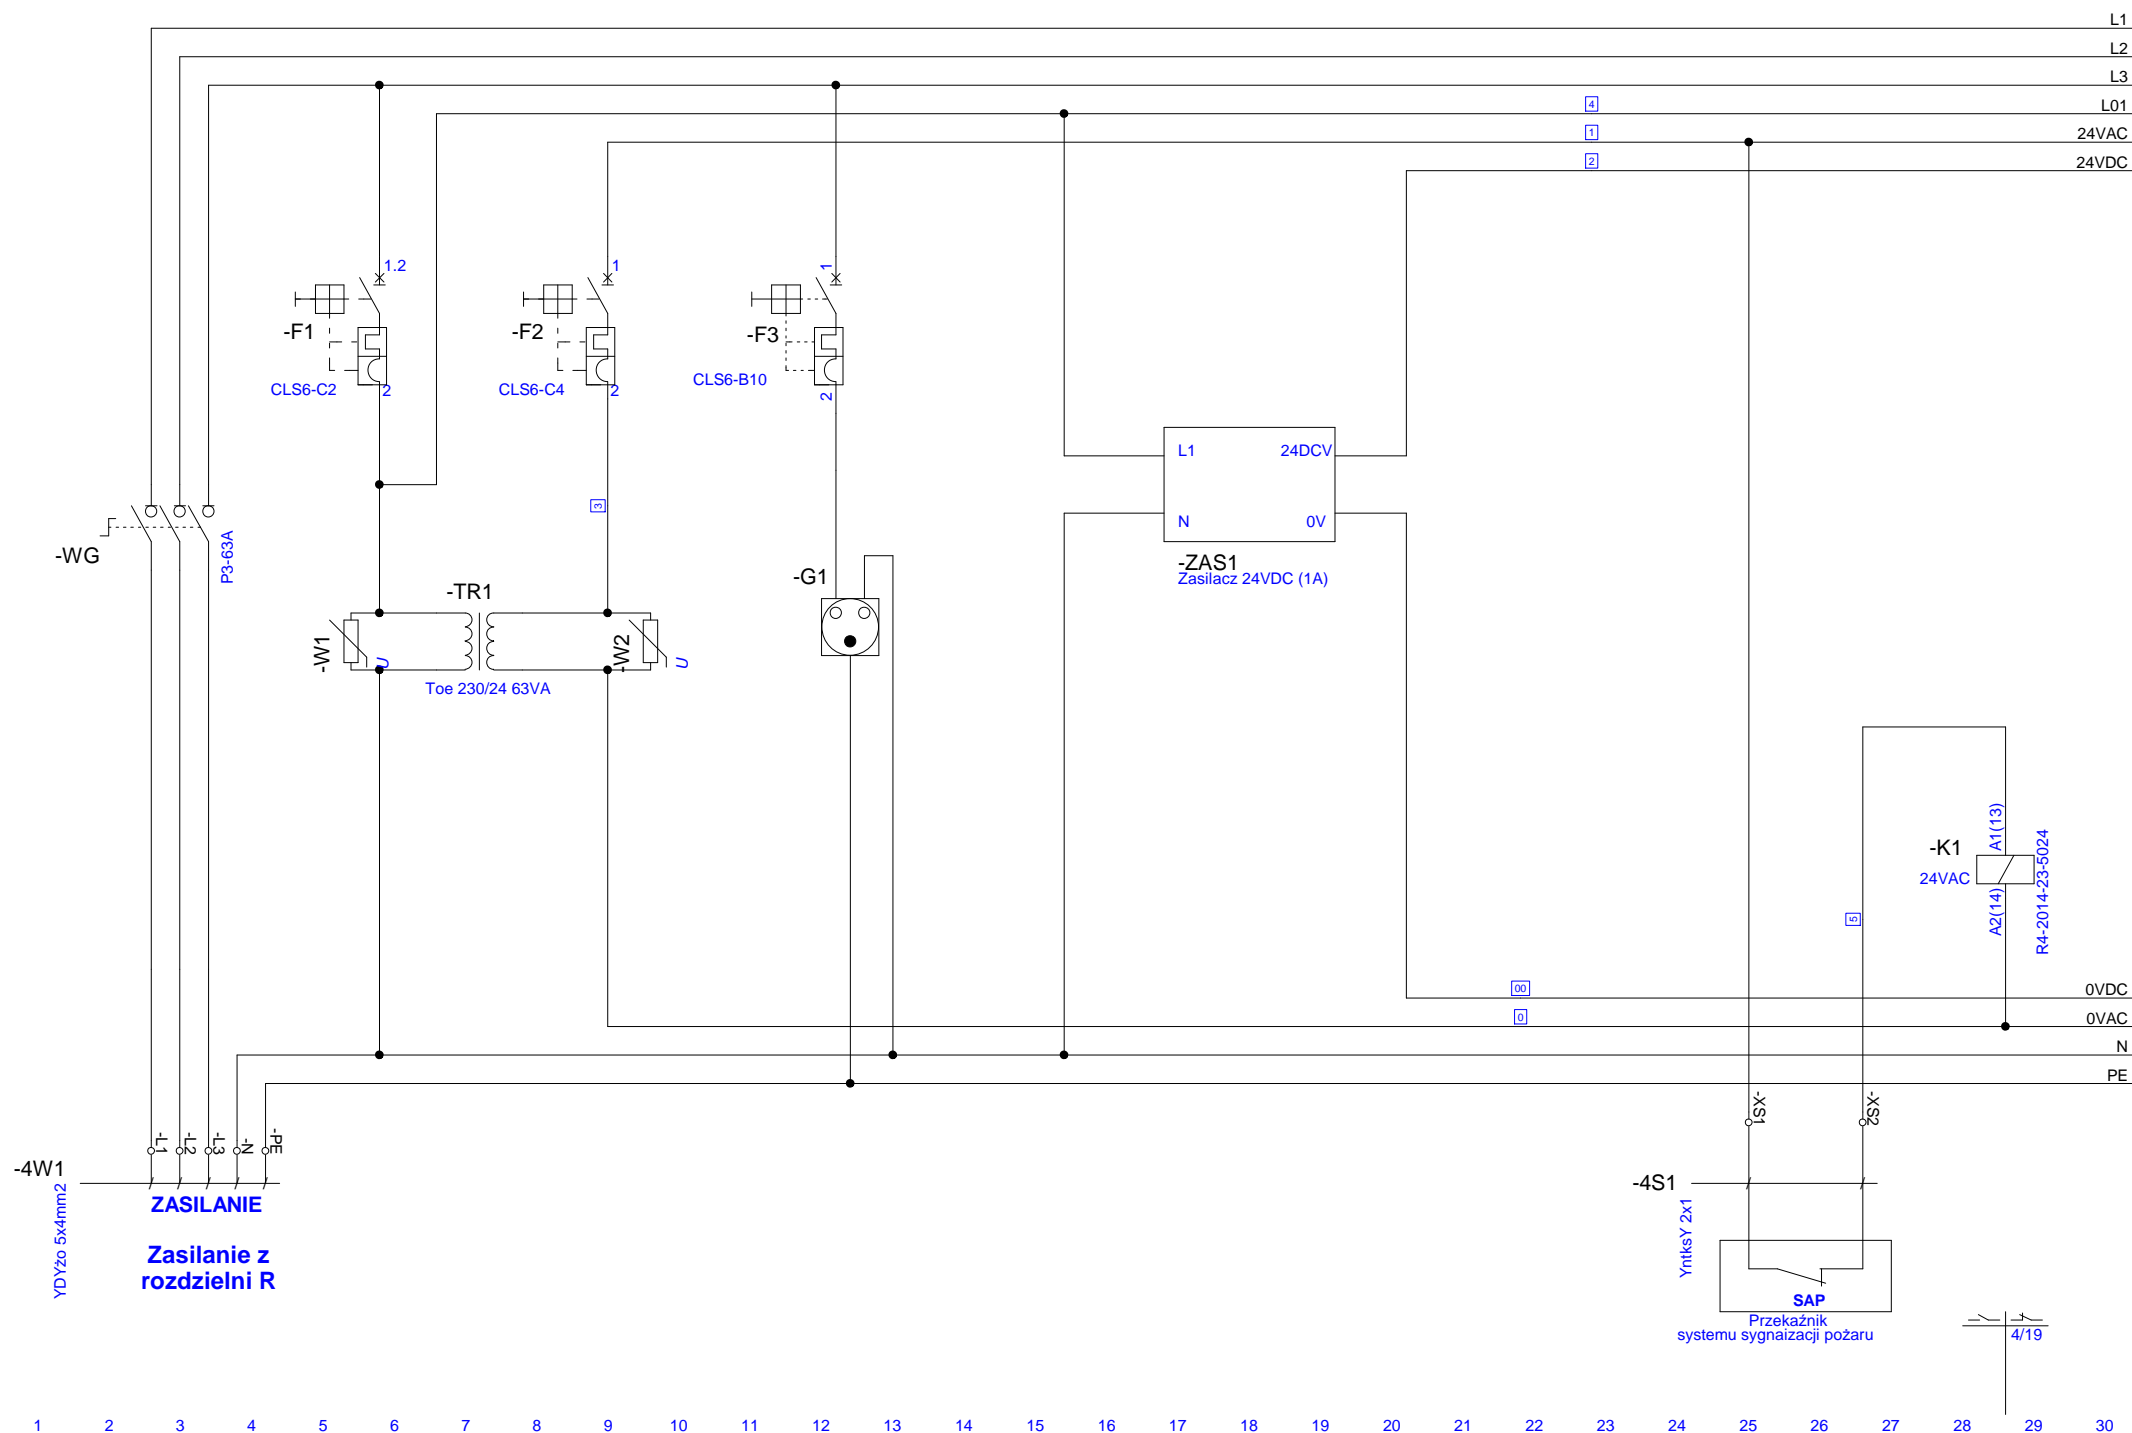 L1
L2
L3
4
L01
1
24VAC
2
24VDC
1.2
1
1
-F1
-F2
-F3
CLS6-C2
2
CLS6-C4
2
CLS6-B10
2
L1
24DCV
N
0V
-ZAS1
Zasilacz 24VDC (1A)
3
-WG
P3-63A
-TR1
-G1
-W1
U
-W2
U
Toe 230/24 63VA
A1(13)
-K1
24VAC
A2(14)
R4-2014-23-5024
5
00
0VDC
0
0VAC
N
PE
-L1
-L2
-L3
-N
-PE
-XS1
-XS2
-4W1
YDYżo 5x4mm2
ZASILANIE
Zasilanie z
rozdzielni R
-4S1
YntksY 2x1
SAP
Przekaźnik
systemu sygnaizacji pożaru
4/19
1 2 3 4 5 6 7 8 9 10 11 12 13 14 15 16 17 18 19 20 21 22 23 24 25 26 27 28 29 30